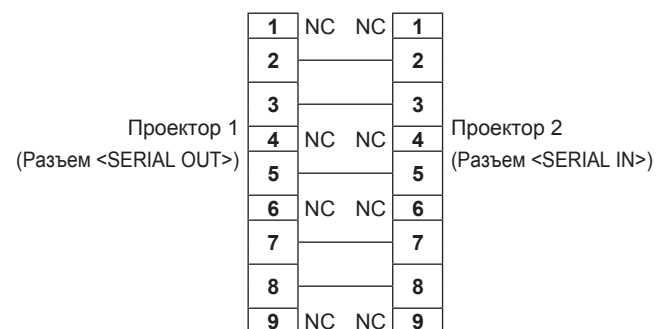 1 NC NC 1
2 2
3 3
Проектор 1
(Разъем <SERIAL OUT>)
4 NC NC 4
Проектор 2
(Разъем <SERIAL IN>)
5 5
6 NC NC 6
7 7
8 8
9 NC NC 9